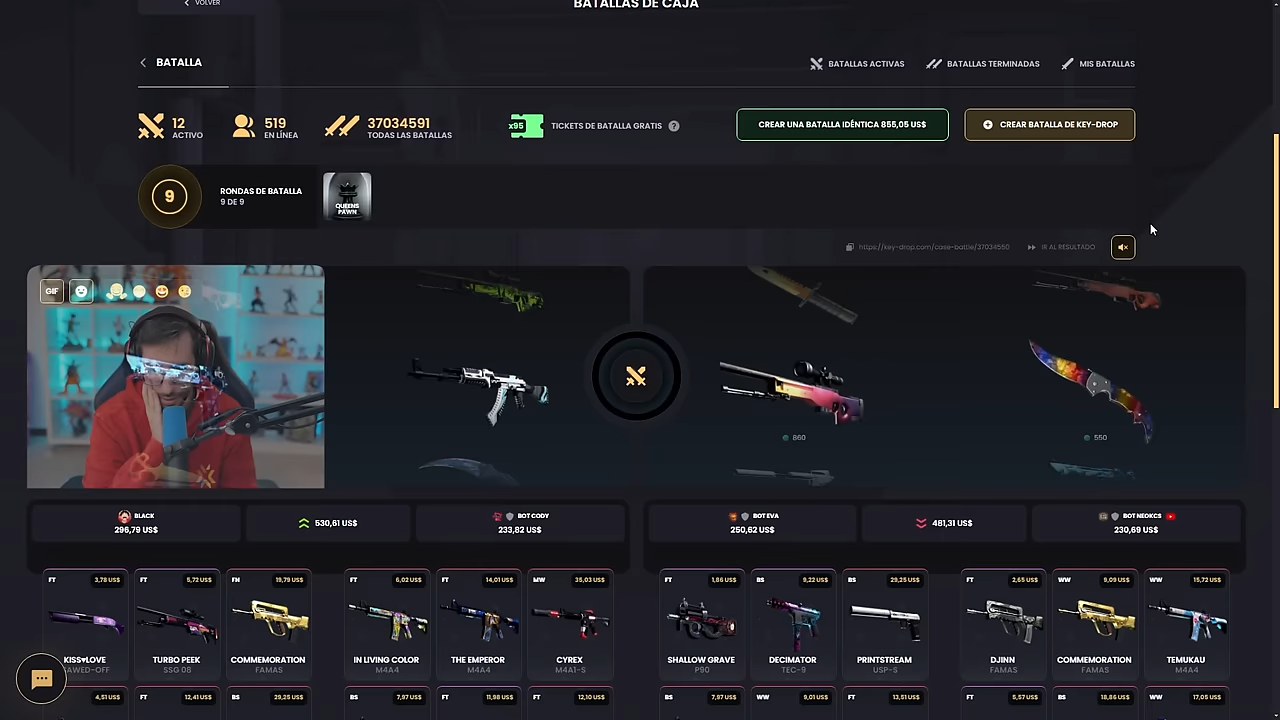 VOLVER
BATALLAS DE CAJA
BATALLA
BATALLAS ACTIVAS
BATALLAS TERMINADAS
MIS BATALLAS
12
ACTIVO
519
EN LÍNEA
37034591
TODAS LAS BATALLAS
x95
TICKETS DE BATALLA GRATIS ?
CREAR UNA BATALLA IDÉNTICA 855,05 US$
CREAR BATALLA DE KEY-DROP
9
RONDAS DE BATALLA
9 DE 9
QUEENS
PAWN
https://key-drop.com/case-battle/37034550
IR AL RESULTADO
GIF
860
550
BLACK
296,79 US$
530,61 US$
BOT CODY
233,82 US$
BOT EVA
250,62 US$
481,31 US$
BOT NEOKCS
230,69 US$
FT 3,78 US$
FT 5,72 US$
FN 19,79 US$
FT 6,02 US$
FT 14,01 US$
MW 35,03 US$
FT 1,86 US$
BS 9,22 US$
BS 29,25 US$
FT 2,65 US$
WW 9,09 US$
WW 15,72 US$
KISS♥LOVE
TURBO PEEK
COMMEMORATION
IN LIVING COLOR
THE EMPEROR
CYREX
SHALLOW GRAVE
DECIMATOR
PRINTSTREAM
DJINN
COMMEMORATION
TEMUKAU
AWED-OFF
SSG 08
FAMAS
M4A4
M4A4
M4A1-S
P90
TEC-9
USP-S
FAMAS
FAMAS
M4A4
4,51 US$
FT 12,41 US$
BS 29,25 US$
BS 7,97 US$
FT 11,98 US$
FT 12,10 US$
BS 7,97 US$
WW 9,01 US$
FT 13,51 US$
FT 5,57 US$
BS 18,86 US$
WW 17,05 US$